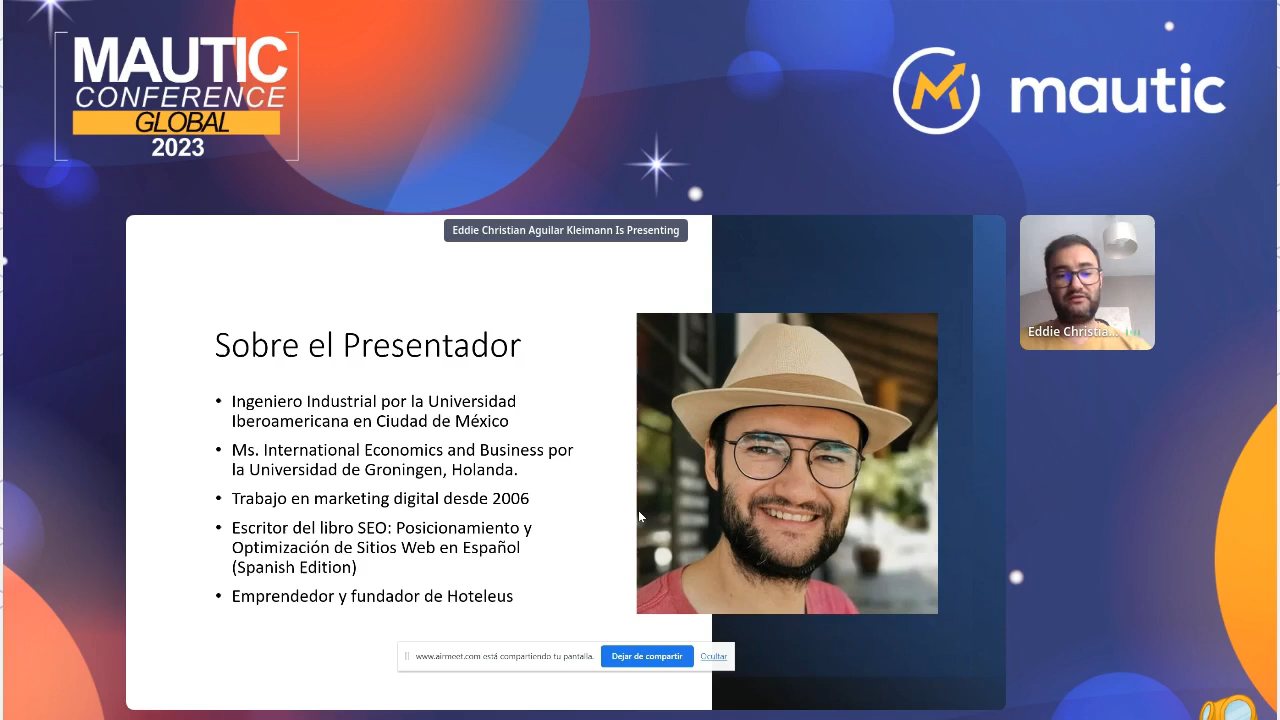 MAUTIC
CONFERENCE
GLOBAL
2023
mautic
Eddie Christian Aguilar Kleimann Is Presenting
Eddie Christia...
Sobre el Presentador
• Ingeniero Industrial por la Universidad
Iberoamericana en Ciudad de México
• Ms. International Economics and Business por
la Universidad de Groningen, Holanda.
• Trabajo en marketing digital desde 2006
• Escritor del libro SEO: Posicionamiento y
Optimización de Sitios Web en Español
(Spanish Edition)
• Emprendedor y fundador de Hoteleus
www.airmeet.com está compartiendo tu pantalla. Dejar de compartir Ocultar